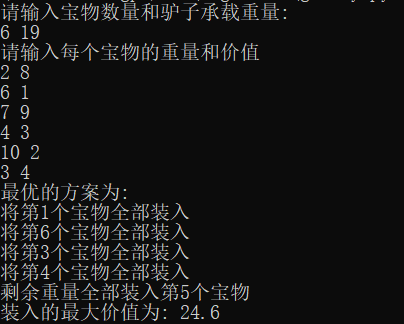 请输入宝物数量和驴子承载重量:
6 19
请输入每个宝物的重量和价值
2 8
6 1
7 9
4 3
10 2
3 4
最优的方案为:
将第1个宝物全部装入
将第6个宝物全部装入
将第3个宝物全部装入
将第4个宝物全部装入
剩余重量全部装入第5个宝物
装入的最大价值为: 24.6